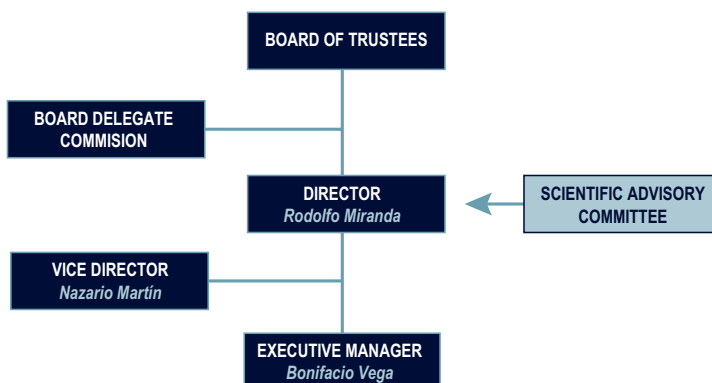 BOARD OF TRUSTEES
BOARD DELEGATE
COMMISION
DIRECTOR
Rodolfo Miranda
SCIENTIFIC ADVISORY
COMMITTEE
VICE DIRECTOR
Nazario Martín
EXECUTIVE MANAGER
Bonifacio Vega